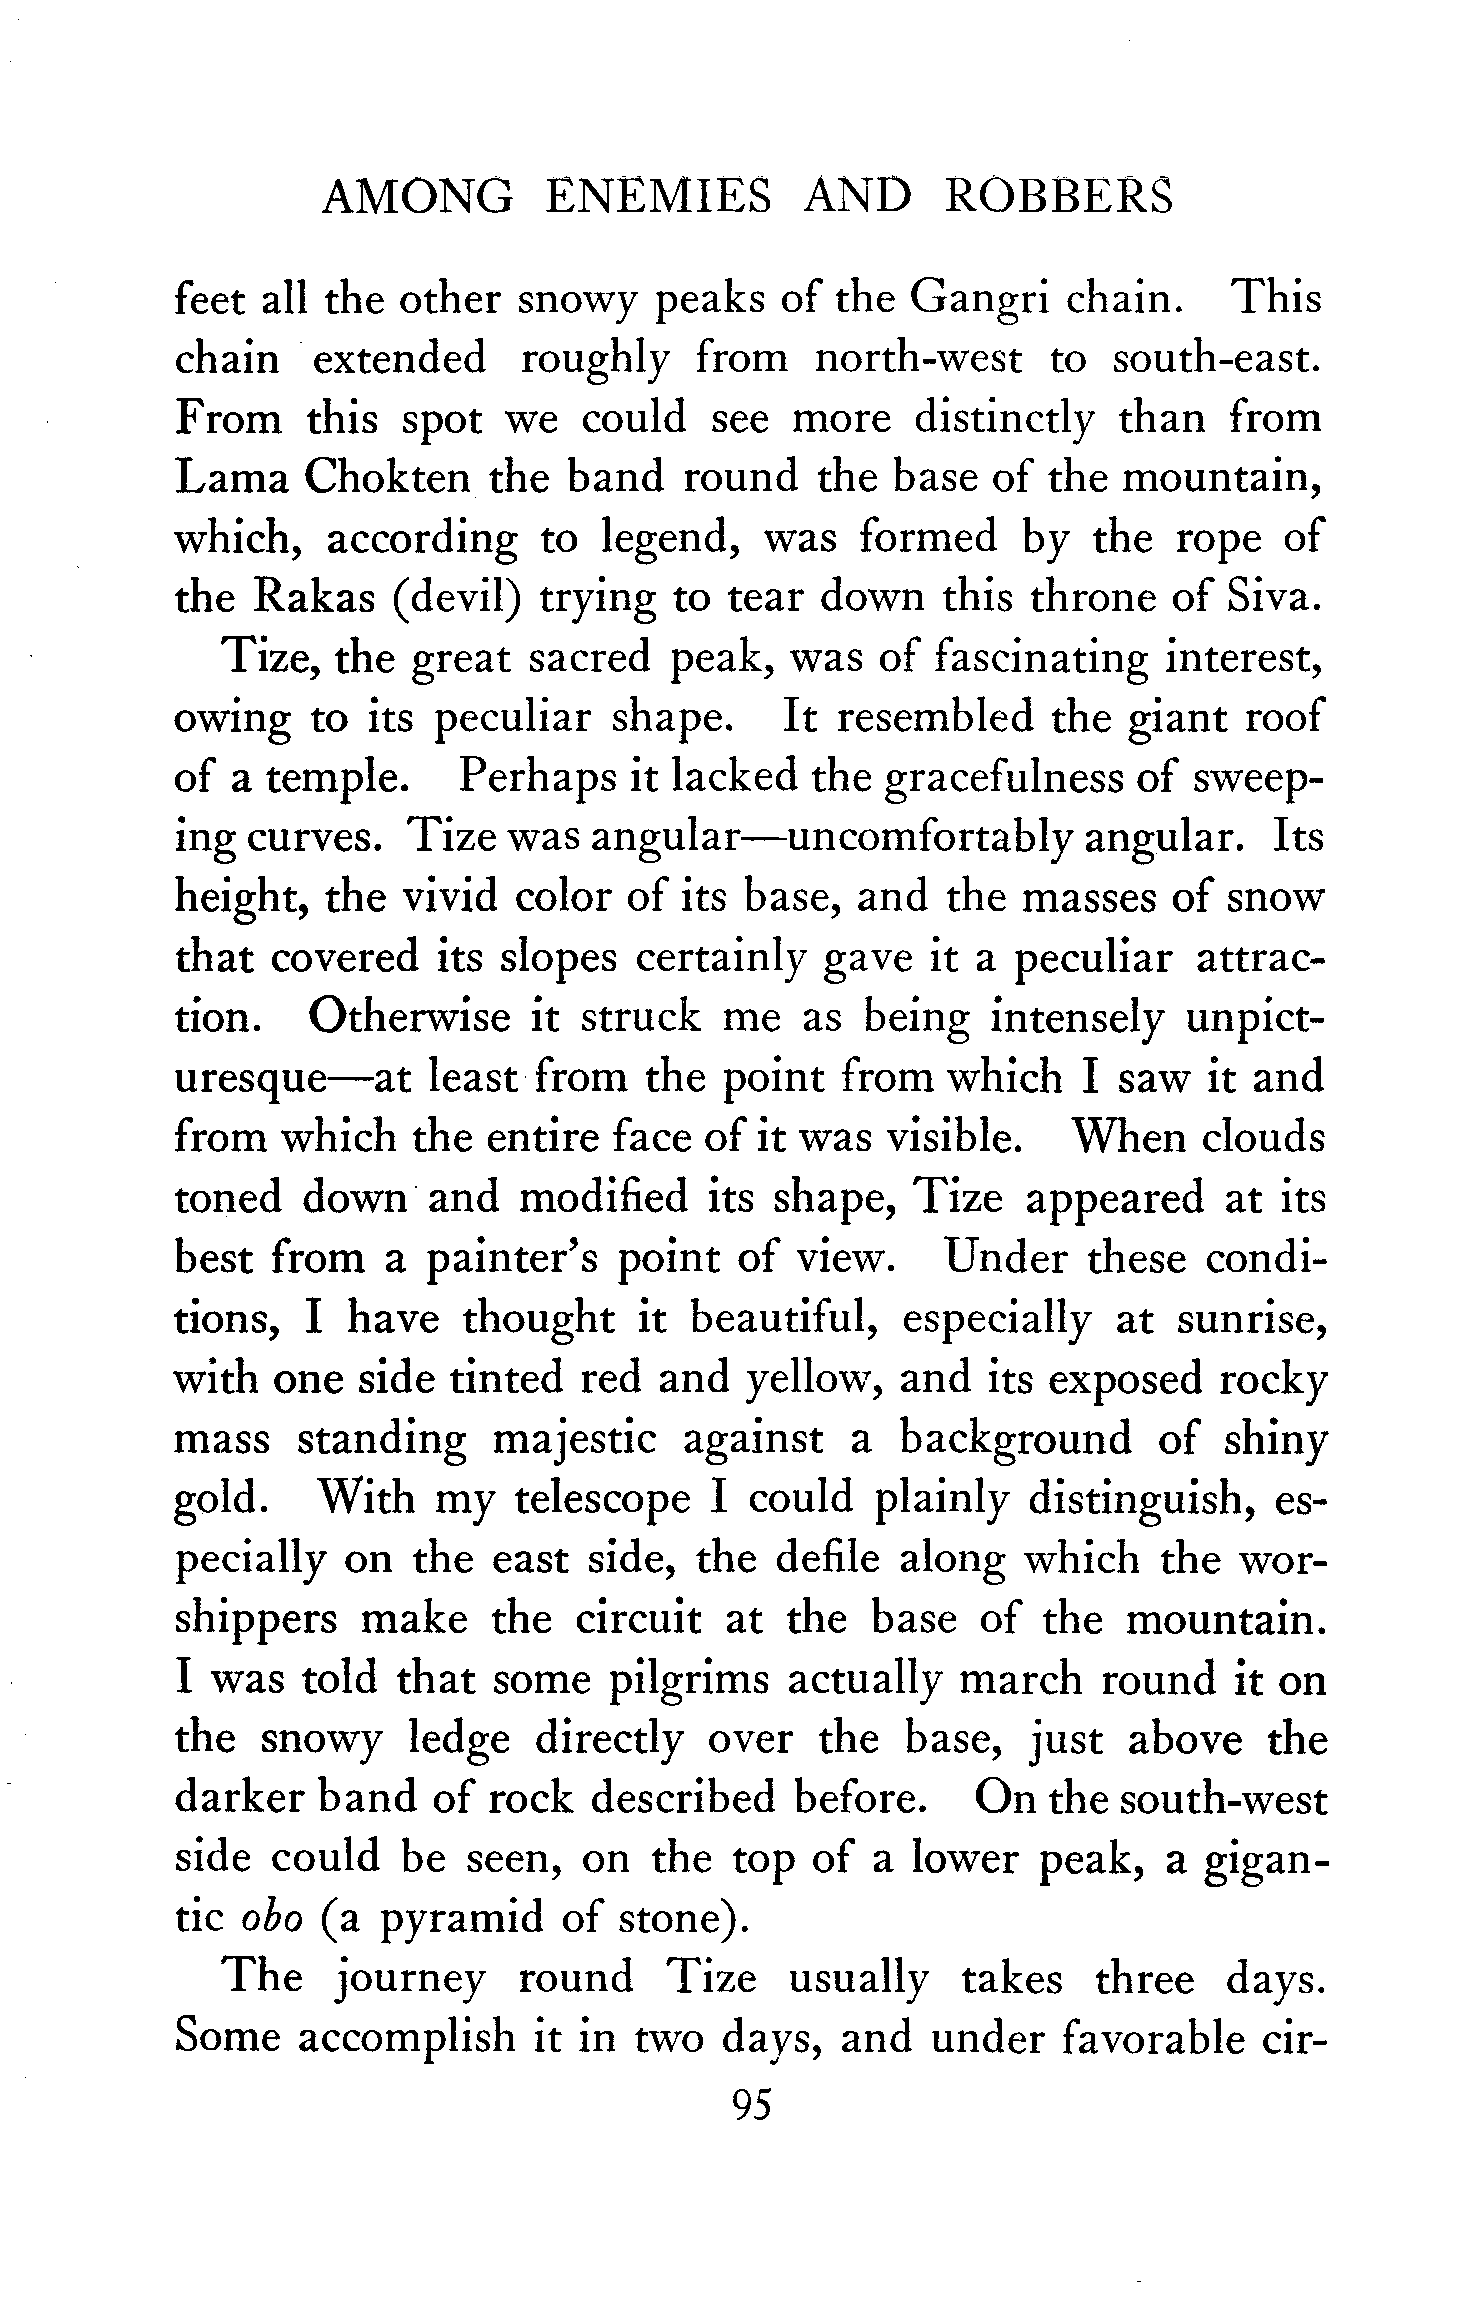 AMONG ENEMIES AND ROBBERS
feet all the other snowy peaks of the Gangri chain. This
chain extended roughly from north-west to south-east.
From this spot we could see more distinctly than from
Lama Chokten the band round the base of the mountain,
which, according to legend, was formed by the rope of
the Rakas (devil) trying to tear down this throne of Siva.
Tize, the great sacred peak, was of fascinating interest,
owing to its peculiar shape. It resembled the giant roof
of a temple. Perhaps it lacked the gracefulness of sweep-
ing curves. Tize was angular—uncomfortably angular. Its
height, the vivid color of its base, and the masses of snow
that covered its slopes certainly gave it a peculiar attrac-
tion. Otherwise it struck me as being intensely unpict-
uresque—at least from the point from which I saw it and
from which the entire face of it was visible. When clouds
toned down and modified its shape, Tize appeared at its
best from a painter's point of view. Under these condi-
tions, I have thought it beautiful, especially at sunrise,
with one side tinted red and yellow, and its exposed rocky
mass standing majestic against a background of shiny
gold. With my telescope I could plainly distinguish, es-
pecially on the east side, the defile along which the wor-
shippers make the circuit at the base of the mountain.
I was told that some pilgrims actually march round it on
the snowy ledge directly over the base, just above the
darker band of rock described before. On the south-west
side could be seen, on the top of a lower peak, a gigan-
tic obo (a pyramid of stone).
The journey round Tize usually takes three days.
Some accomplish it in two days, and under favorable cir-
95